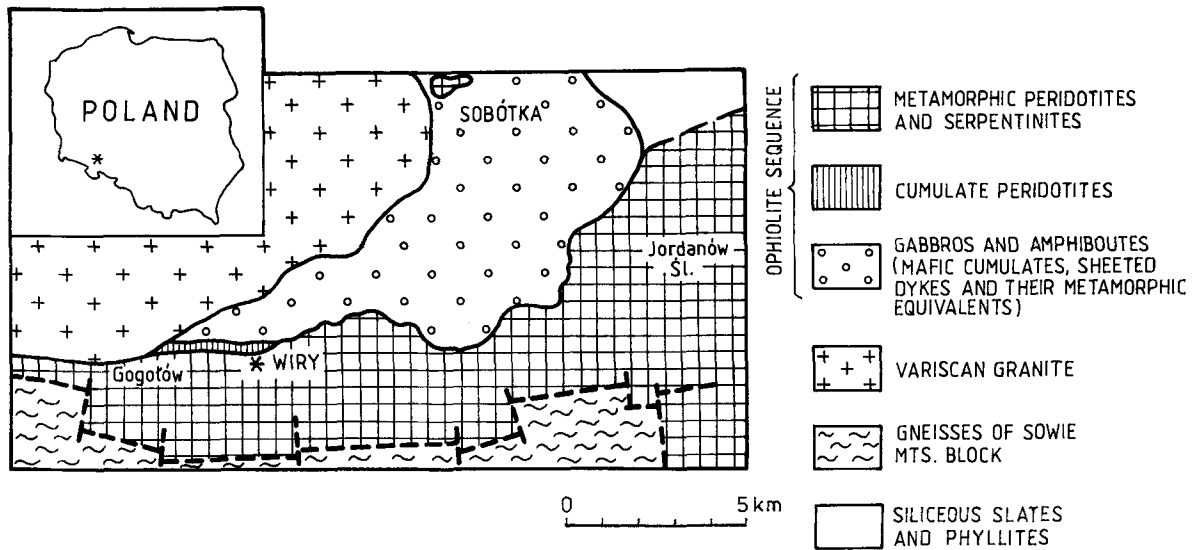 POLAND
*
SOBÓTKA
Jordanów
Śl.
Gogołów
* WIRY
OPHIOLITE SEQUENCE
METAMORPHIC PERIDOTITES
AND SERPENTINITES
CUMULATE PERIDOTITES
GABBROS AND AMPHIBOUTES
(MAFIC CUMULATES, SHEETED
DYKES AND THEIR METAMORPHIC
EQUIVALENTS)
VARISCAN GRANITE
GNEISSES OF SOWIE
MTS. BLOCK
SILICEOUS SLATES
AND PHYLLITES
0 5 km